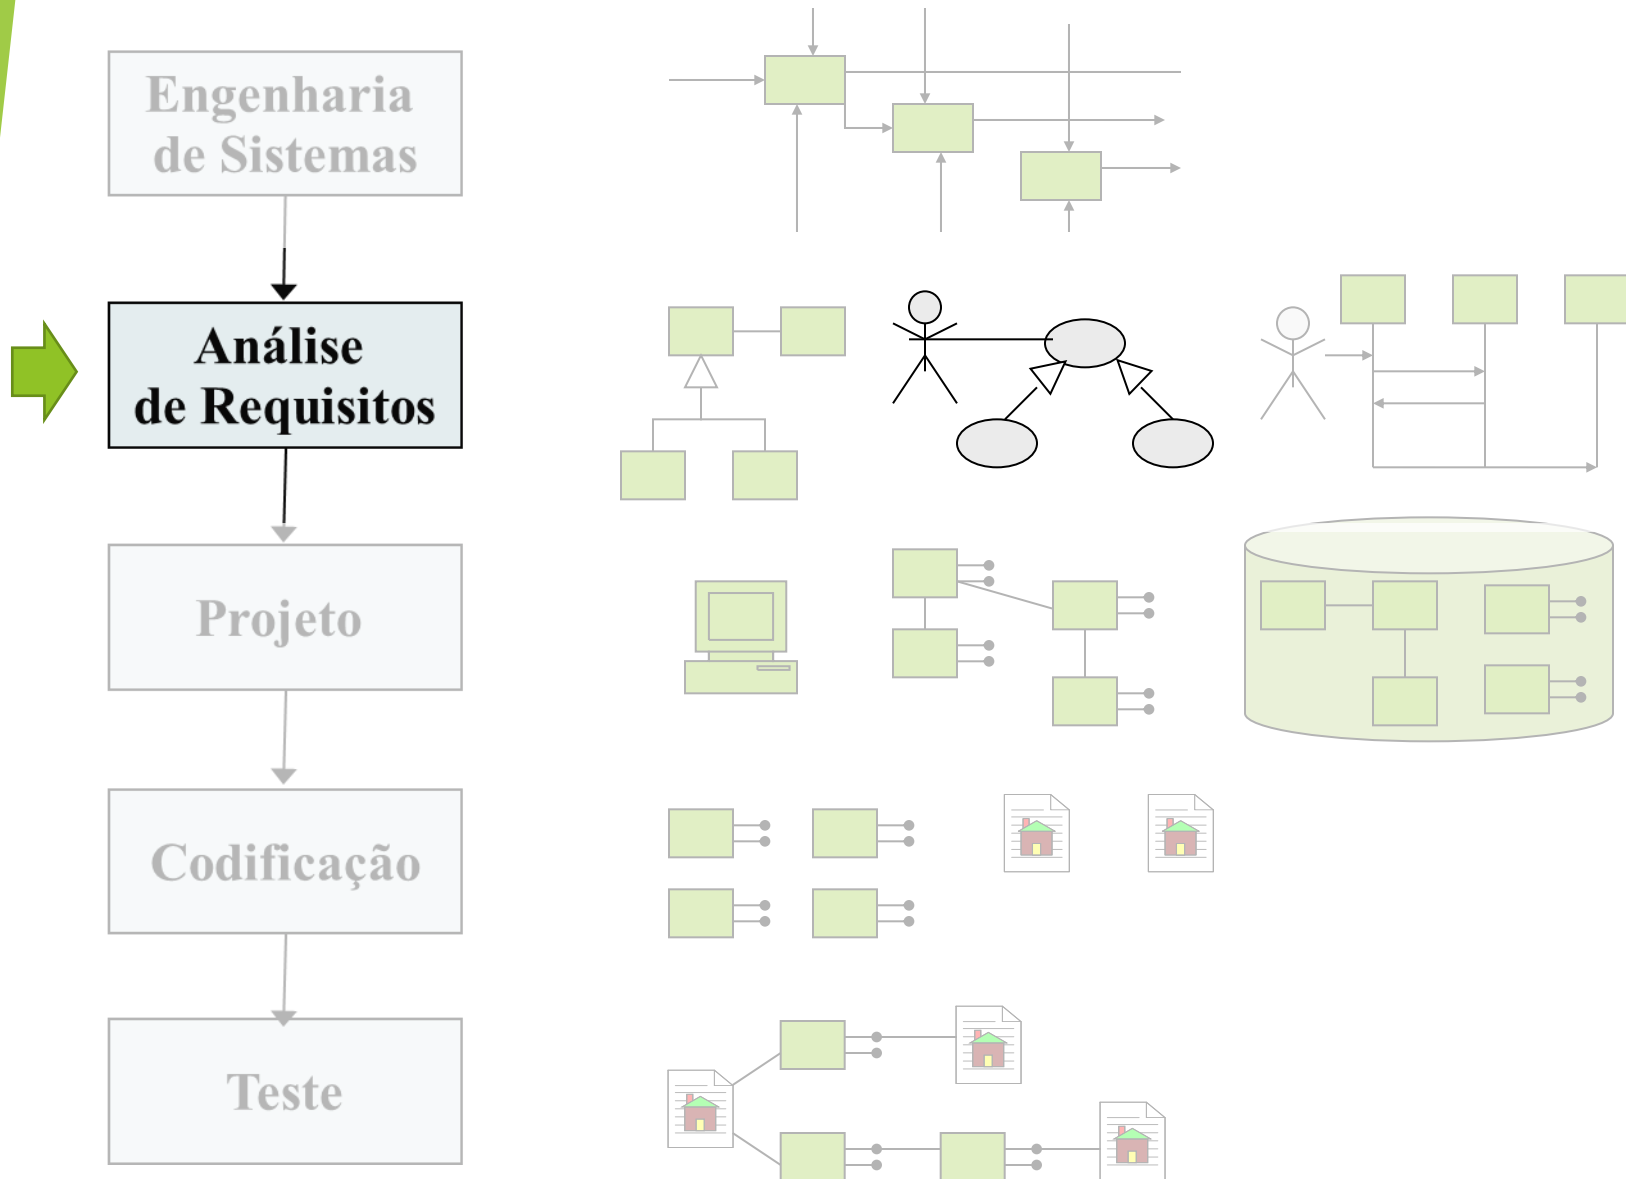 Engenharia
de Sistemas
Análise
de Requisitos
Projeto
Codificação
Teste